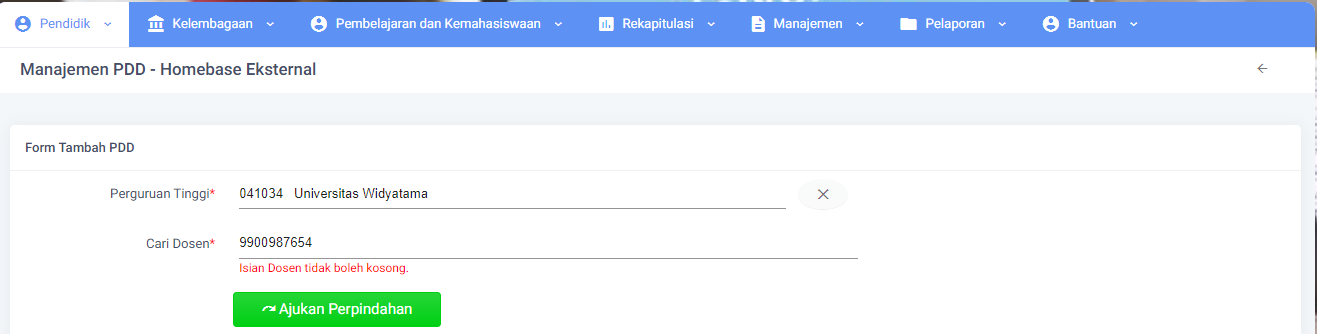 Pendidik Kelembagaan Pembelajaran dan Kemahasiswaan Rekapitulasi Manajemen Pelaporan Bantuan
Manajemen PDD - Homebase Eksternal
Form Tambah PDD
Perguruan Tinggi* 041034 Universitas Widyatama
Cari Dosen* 9900987654
Isian Dosen tidak boleh kosong.
Ajukan Perpindahan